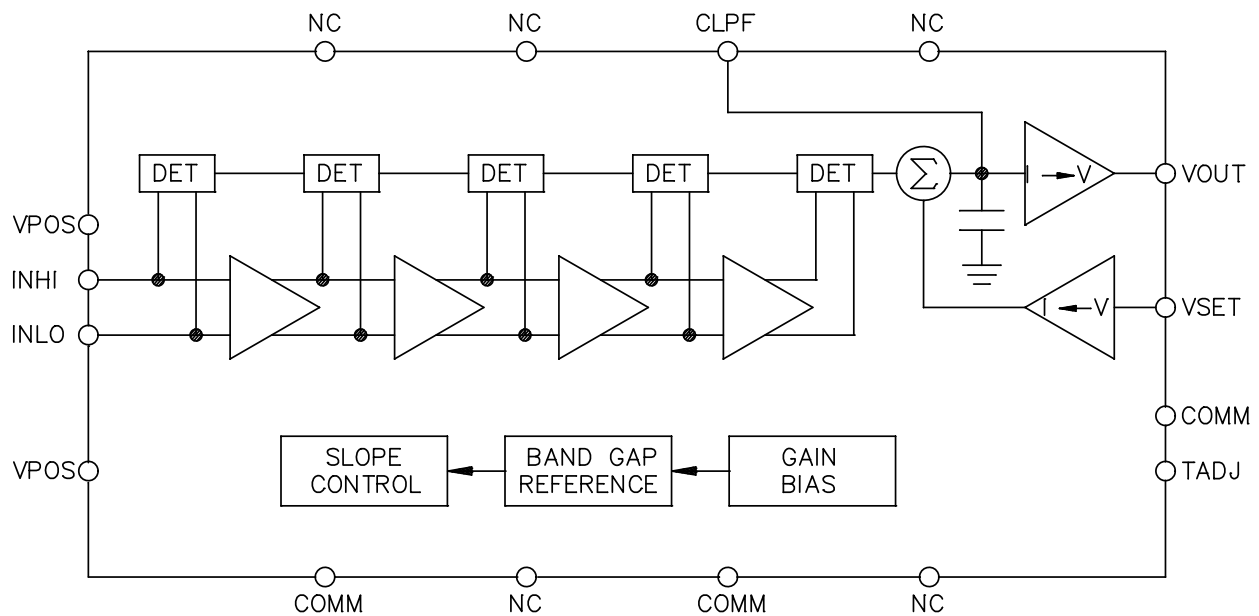 NC NC CLPF NC
DET DET DET DET DET Σ I V VOUT
VPOS
INHI
INLO I V VSET
COMM
VPOS SLOPE CONTROL BAND GAP REFERENCE GAIN BIAS TADJ
COMM NC COMM NC